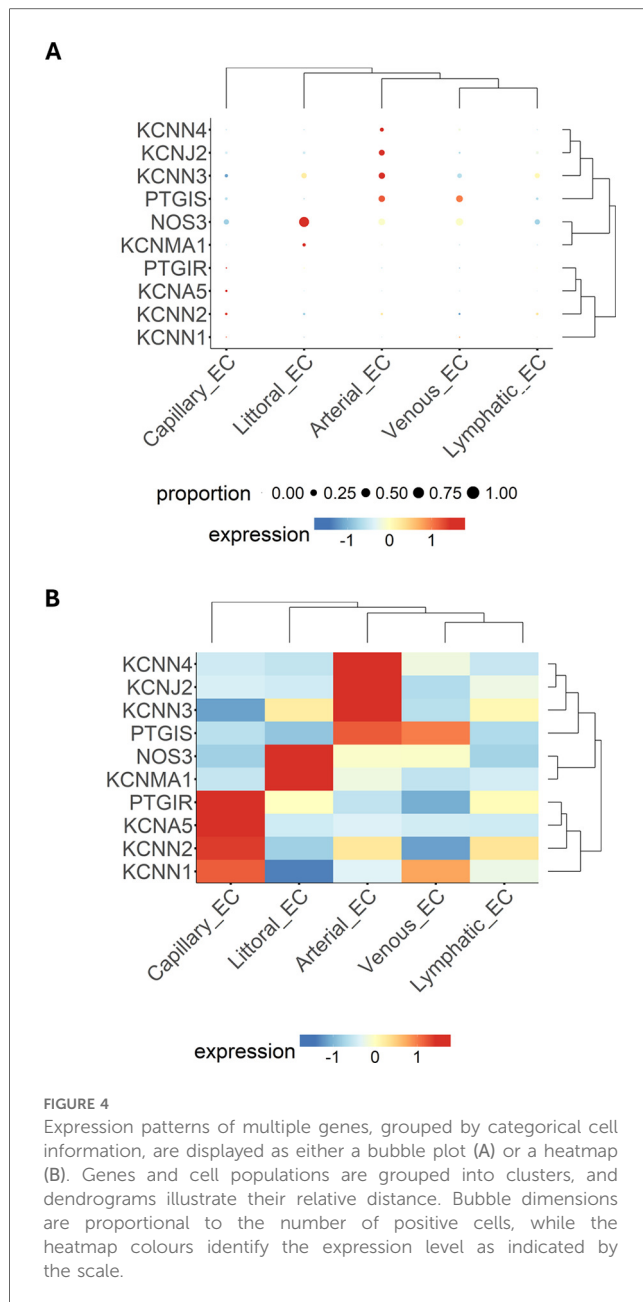 A
KCNN4
KCNJ2
KCNN3
PTGIS
NOS3
KCNMA1
PTGIR
KCNA5
KCNN2
KCNN1
Capillary_EC
Littoral_EC
Arterial_EC
Venous_EC
Lymphatic_EC
proportion 0.00 0.25 0.50 0.75 1.00
expression
-1 0 1
B
KCNN4
KCNJ2
KCNN3
PTGIS
NOS3
KCNMA1
PTGIR
KCNA5
KCNN2
KCNN1
Capillary_EC
Littoral_EC
Arterial_EC
Venous_EC
Lymphatic_EC
expression
-1 0 1
FIGURE 4
Expression patterns of multiple genes, grouped by categorical cell
information, are displayed as either a bubble plot (A) or a heatmap
(B). Genes and cell populations are grouped into clusters, and
dendrograms illustrate their relative distance. Bubble dimensions
are proportional to the number of positive cells, while the
heatmap colours identify the expression level as indicated by
the scale.